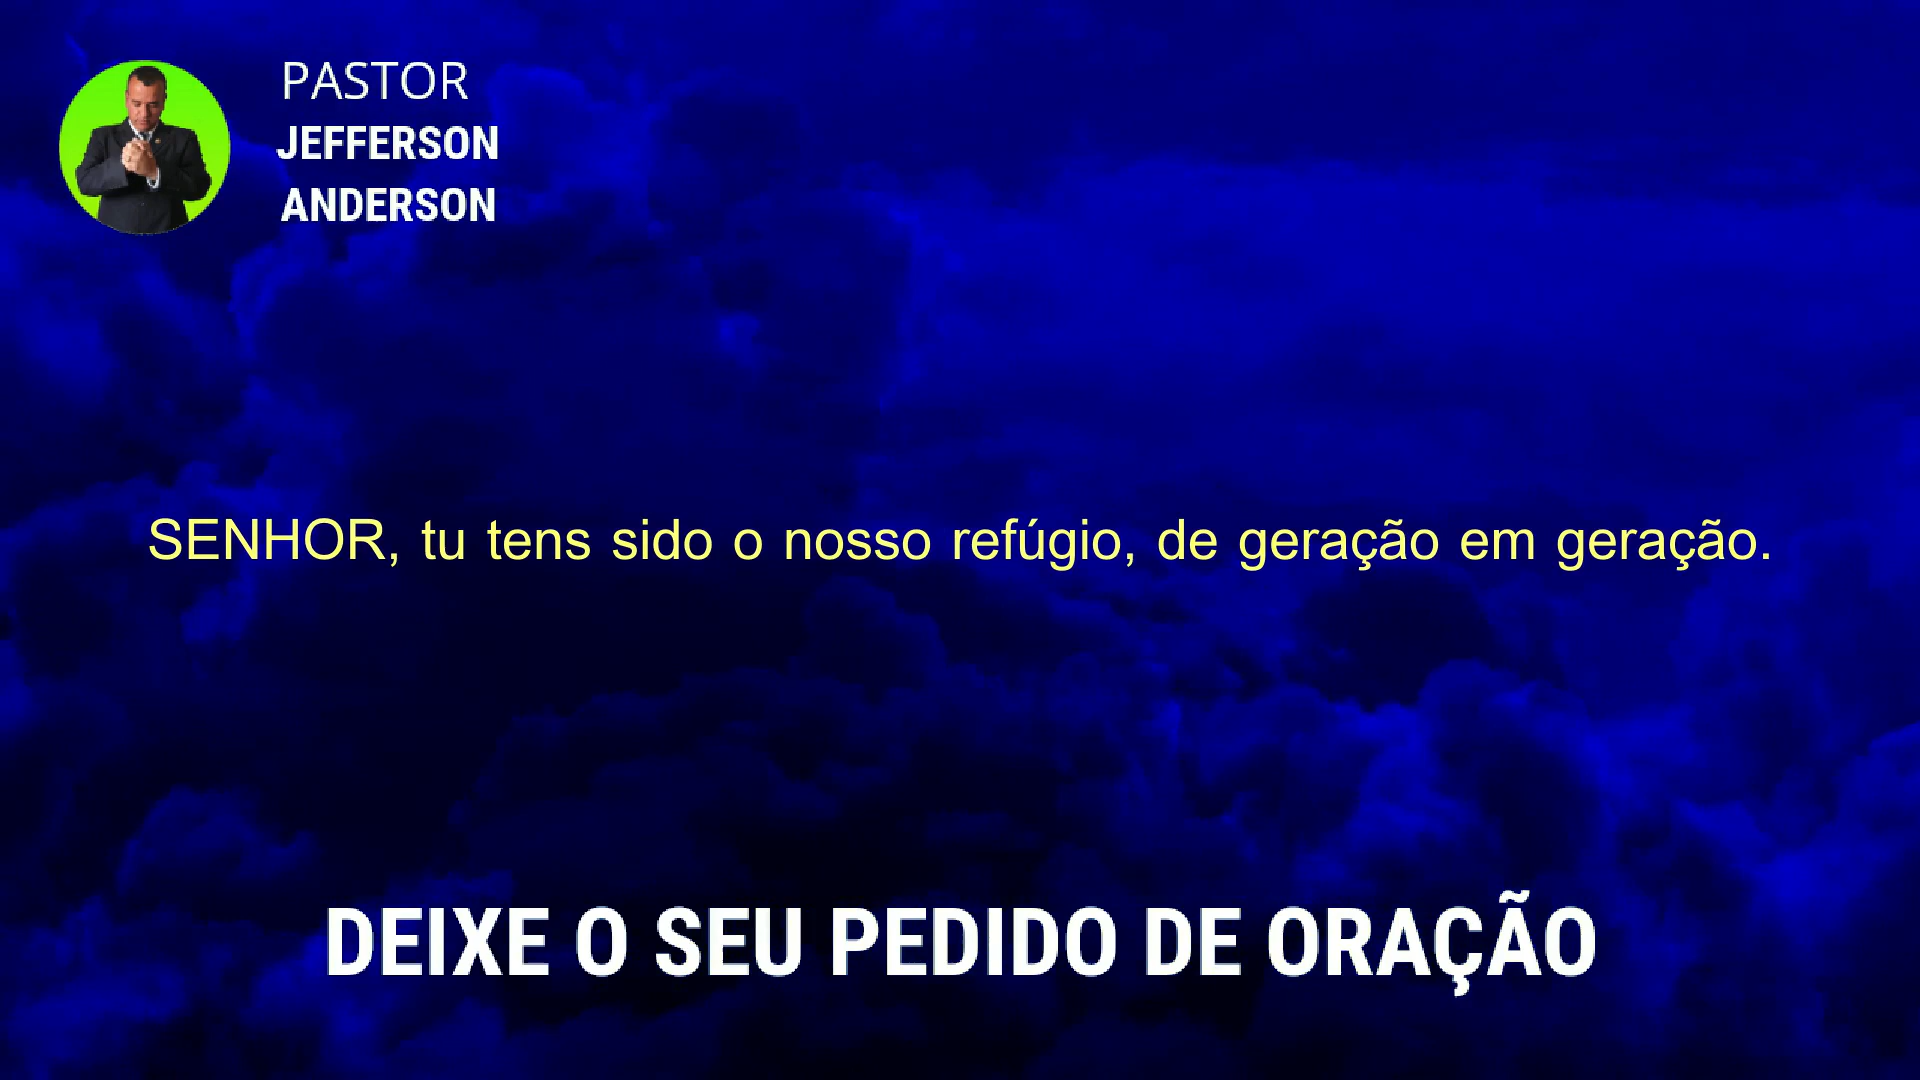 PASTOR
JEFFERSON
ANDERSON
SENHOR, tu tens sido o nosso refúgio, de geração em geração.
DEIXE O SEU PEDIDO DE ORAÇÃO